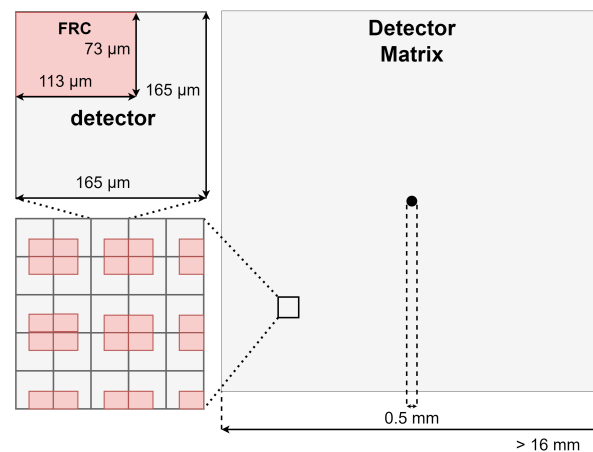 FRC
73 μm
113 μm
165 μm
detector
165 μm
Detector
Matrix
0.5 mm
> 16 mm